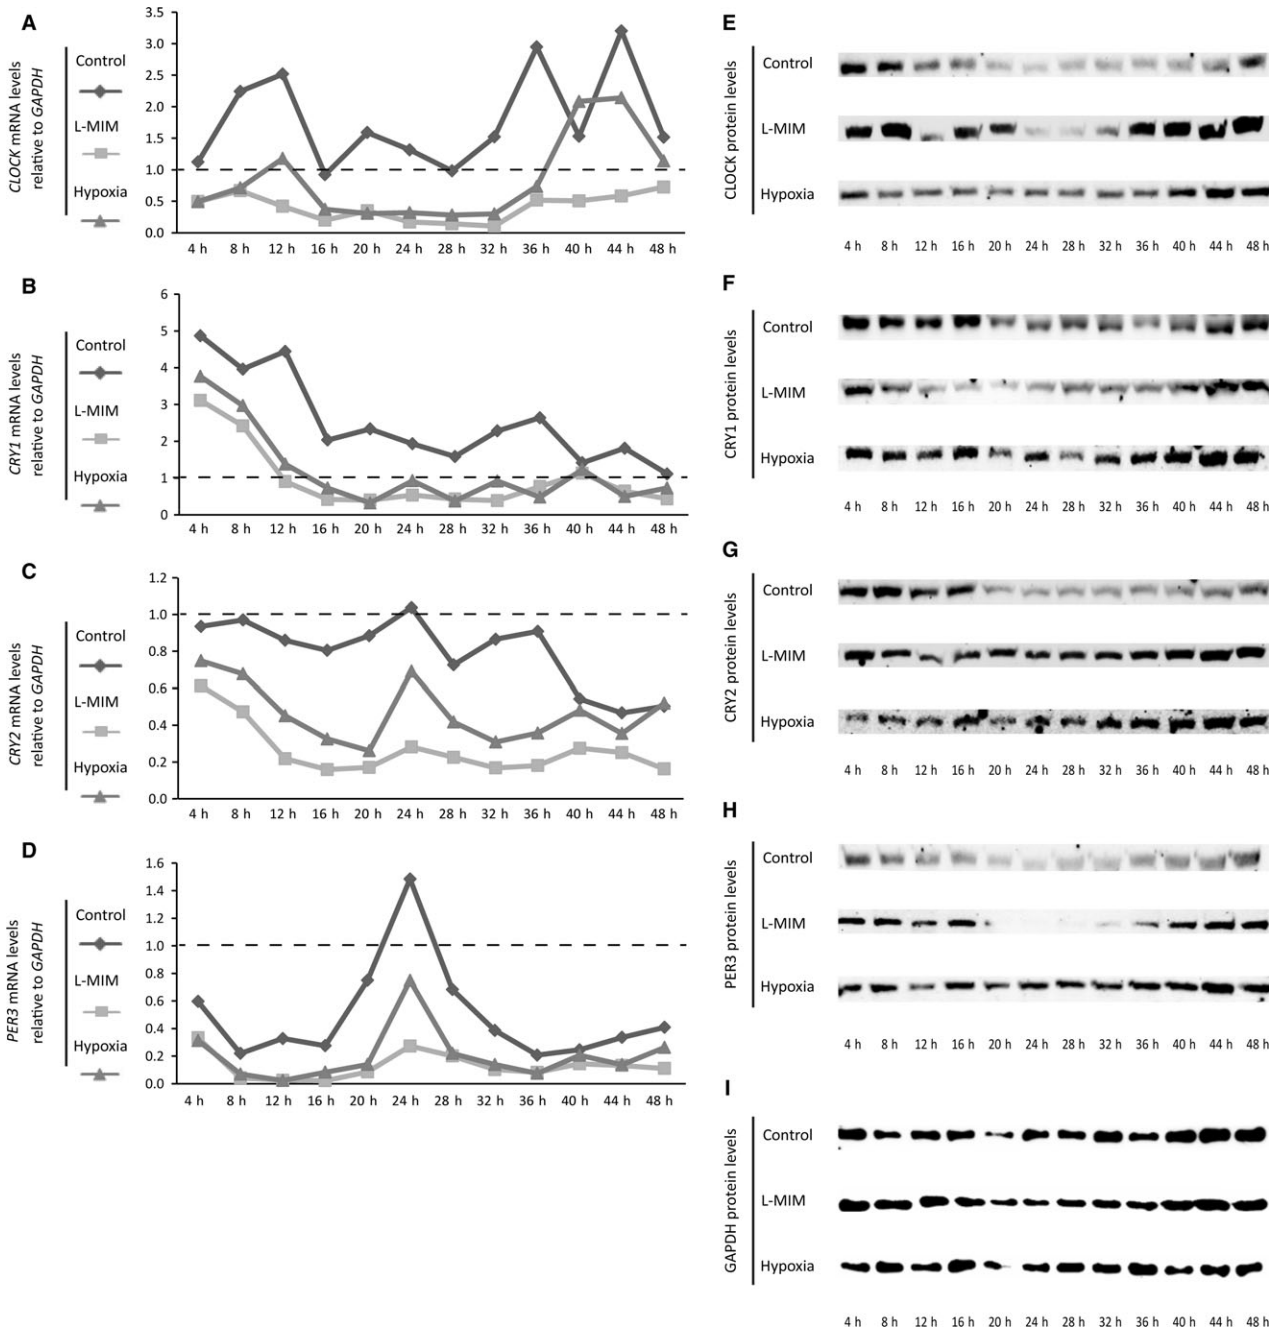 A
CLOCK mRNA levels
relative to GAPDH
Control
L-MIM
Hypoxia
3.5
3.0
2.5
2.0
1.5
1.0
0.5
0.0
4 h 8 h 12 h 16 h 20 h 24 h 28 h 32 h 36 h 40 h 44 h 48 h
B
CRY1 mRNA levels
relative to GAPDH
Control
L-MIM
Hypoxia
6
5
4
3
2
1
0
4 h 8 h 12 h 16 h 20 h 24 h 28 h 32 h 36 h 40 h 44 h 48 h
C
CRY2 mRNA levels
relative to GAPDH
Control
L-MIM
Hypoxia
1.2
1.0
0.8
0.6
0.4
0.2
0.0
4 h 8 h 12 h 16 h 20 h 24 h 28 h 32 h 36 h 40 h 44 h 48 h
D
PER3 mRNA levels
relative to GAPDH
Control
L-MIM
Hypoxia
1.6
1.4
1.2
1.0
0.8
0.6
0.4
0.2
0.0
4 h 8 h 12 h 16 h 20 h 24 h 28 h 32 h 36 h 40 h 44 h 48 h
E
CLOCK protein levels
Control
L-MIM
Hypoxia
4 h 8 h 12 h 16 h 20 h 24 h 28 h 32 h 36 h 40 h 44 h 48 h
F
CRY1 protein levels
Control
L-MIM
Hypoxia
4 h 8 h 12 h 16 h 20 h 24 h 28 h 32 h 36 h 40 h 44 h 48 h
G
CRY2 protein levels
Control
L-MIM
Hypoxia
4 h 8 h 12 h 16 h 20 h 24 h 28 h 32 h 36 h 40 h 44 h 48 h
H
PER3 protein levels
Control
L-MIM
Hypoxia
4 h 8 h 12 h 16 h 20 h 24 h 28 h 32 h 36 h 40 h 44 h 48 h
I
GAPDH protein levels
Control
L-MIM
Hypoxia
4 h 8 h 12 h 16 h 20 h 24 h 28 h 32 h 36 h 40 h 44 h 48 h